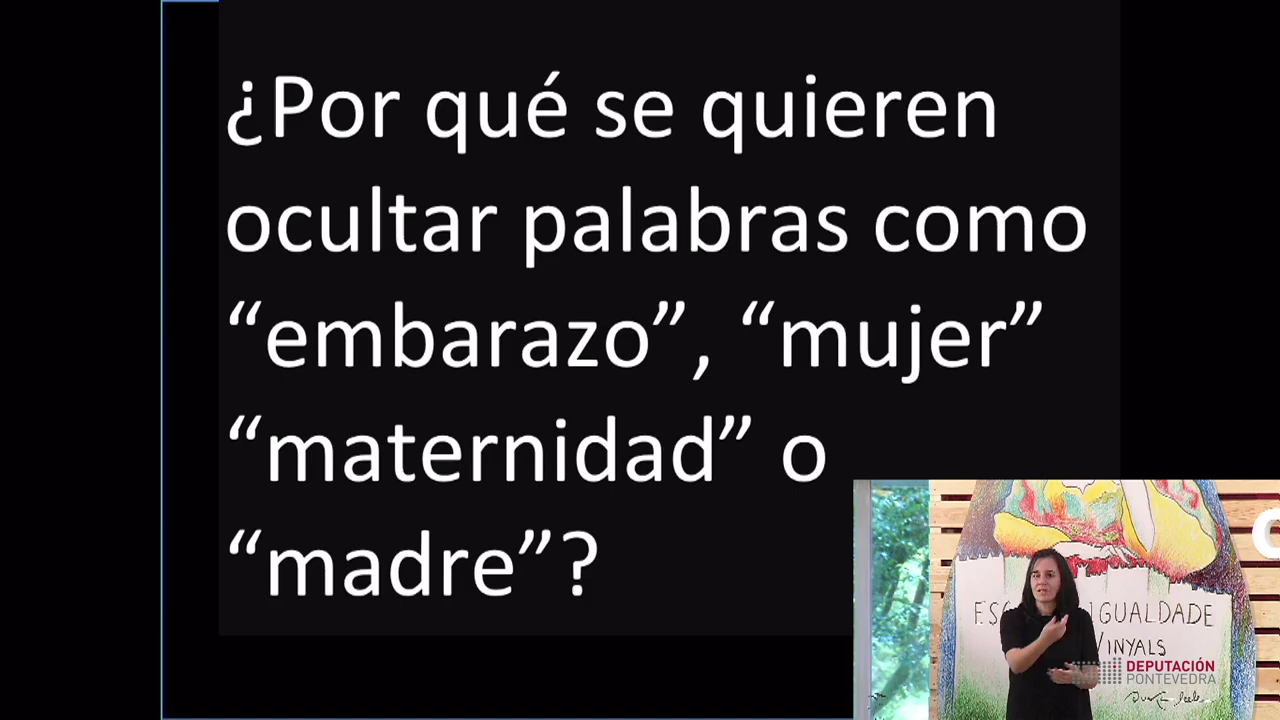 ¿Por qué se quieren
ocultar palabras como
“embarazo”, “mujer”
“maternidad” o
“madre”?
IGUALDADE
VINYALS
DEPUTACIÓN
PONTEVEDRA